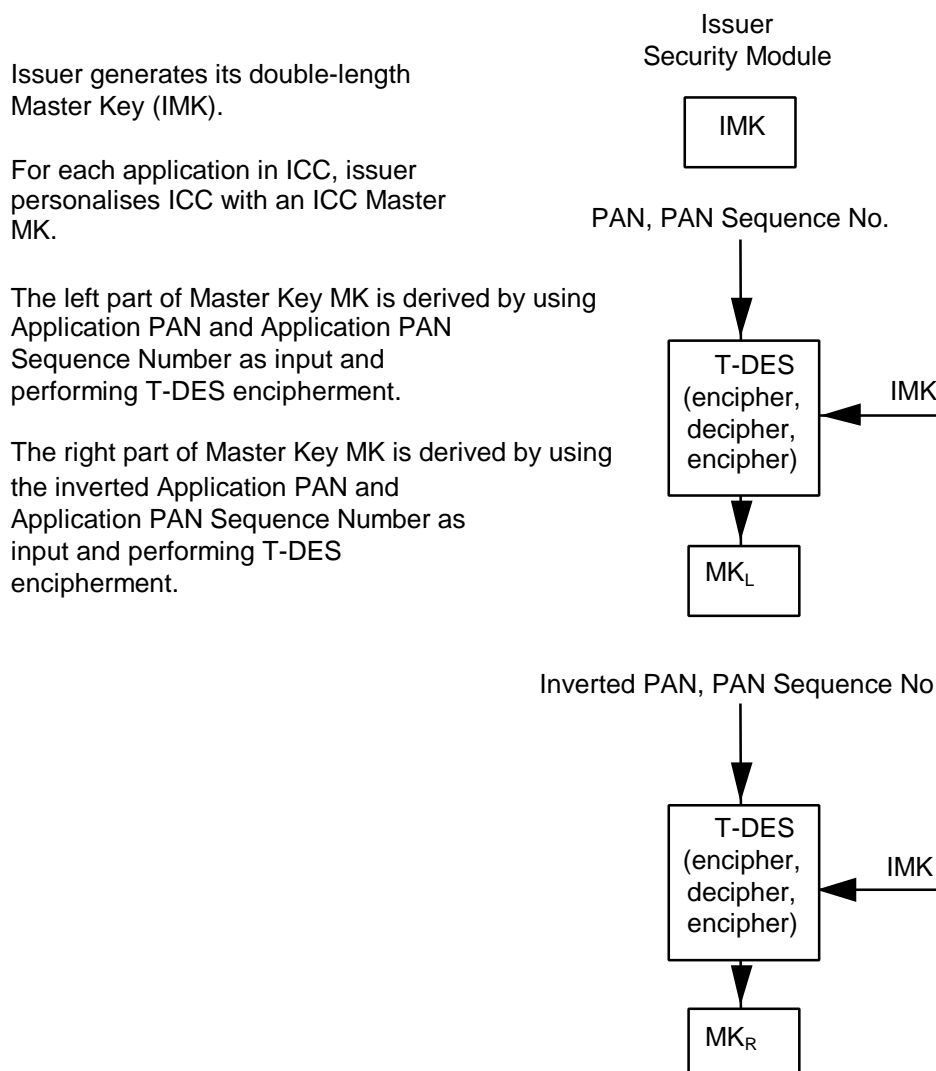 Issuer
Security Module
Issuer generates its double-length
Master Key (IMK).
IMK
For each application in ICC, issuer
personalises ICC with an ICC Master
MK.
PAN, PAN Sequence No.
The left part of Master Key MK is derived by using
Application PAN and Application PAN
Sequence Number as input and
performing T-DES encipherment.
T-DES
(encipher,
decipher,
encipher)
IMK
The right part of Master Key MK is derived by using
the inverted Application PAN and
Application PAN Sequence Number as
input and performing T-DES
encipherment.
MKL
Inverted PAN, PAN Sequence No
T-DES
(encipher,
decipher,
encipher)
IMK
MKR